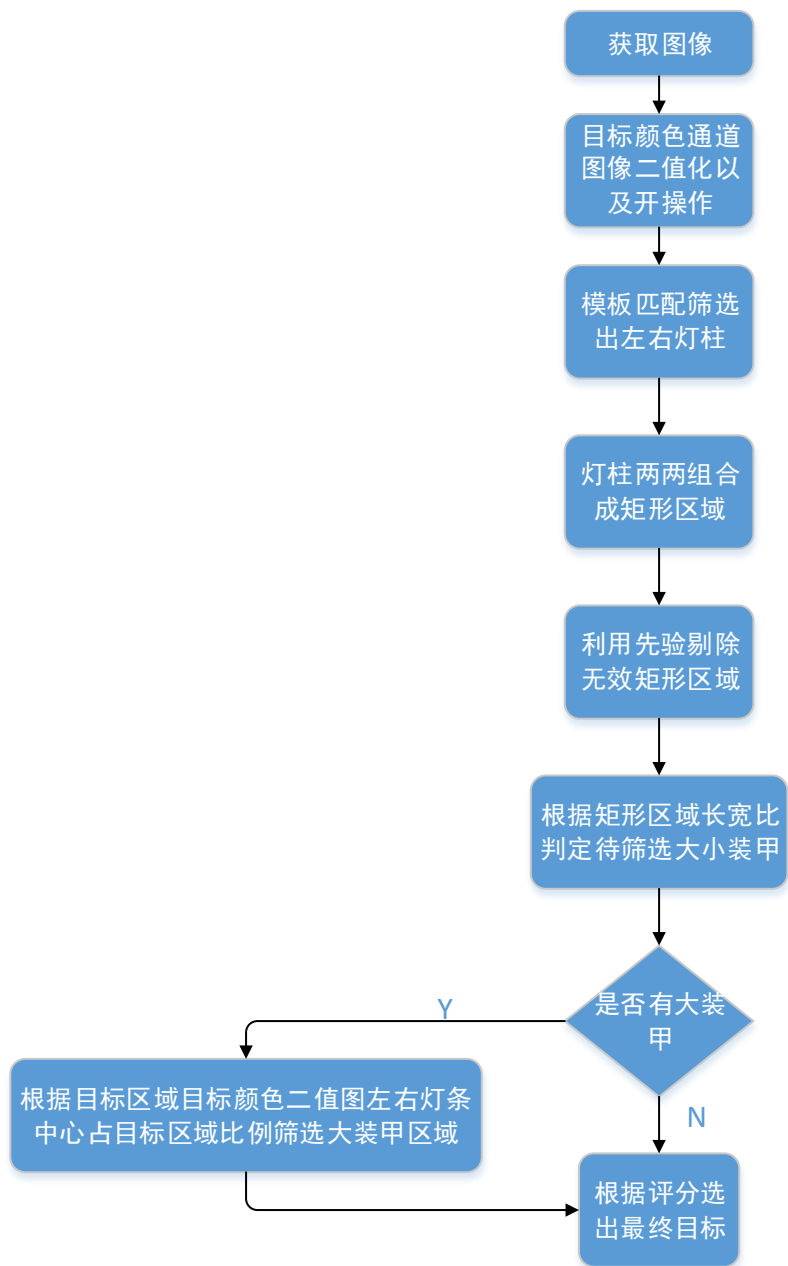 获取图像
目标颜色通道
图像二值化以
及开操作
模板匹配筛选
出左右灯柱
灯柱两两组合
成矩形区域
利用先验剔除
无效矩形区域
根据矩形区域长宽比
判定待筛选大小装甲
是否有大装
甲
Y
根据目标区域目标颜色二值图左右灯条
中心占目标区域比例筛选大装甲区域
N
根据评分选
出最终目标